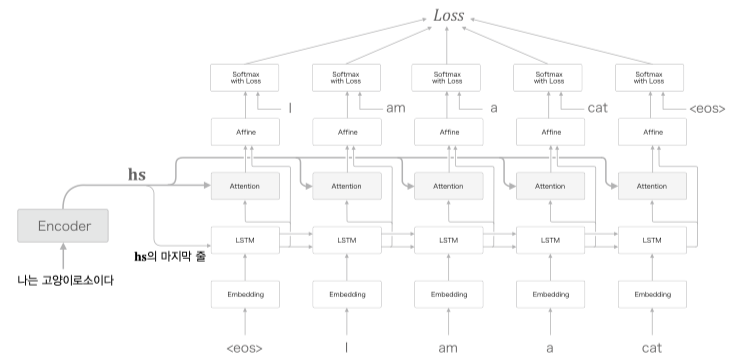 Loss
Softmax with Loss
Softmax with Loss
Softmax with Loss
Softmax with Loss
Softmax with Loss
I
am
a
cat
<eos>
Affine
Affine
Affine
Affine
Affine
hs
Attention
Attention
Attention
Attention
Attention
Encoder
LSTM
LSTM
LSTM
LSTM
LSTM
hs의 마지막 줄
나는 고양이로소이다
Embedding
Embedding
Embedding
Embedding
Embedding
<eos>
I
am
a
cat